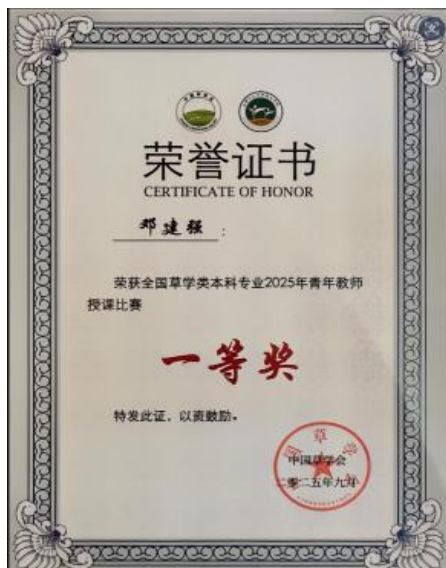 荣誉证书
CERTIFICATE OF HONOR
邓建强：
荣获全国草学类本科专业2025年青年教师
授课比赛
一等奖
特发此证，以资鼓励。
中国草学会
二零二五年九月